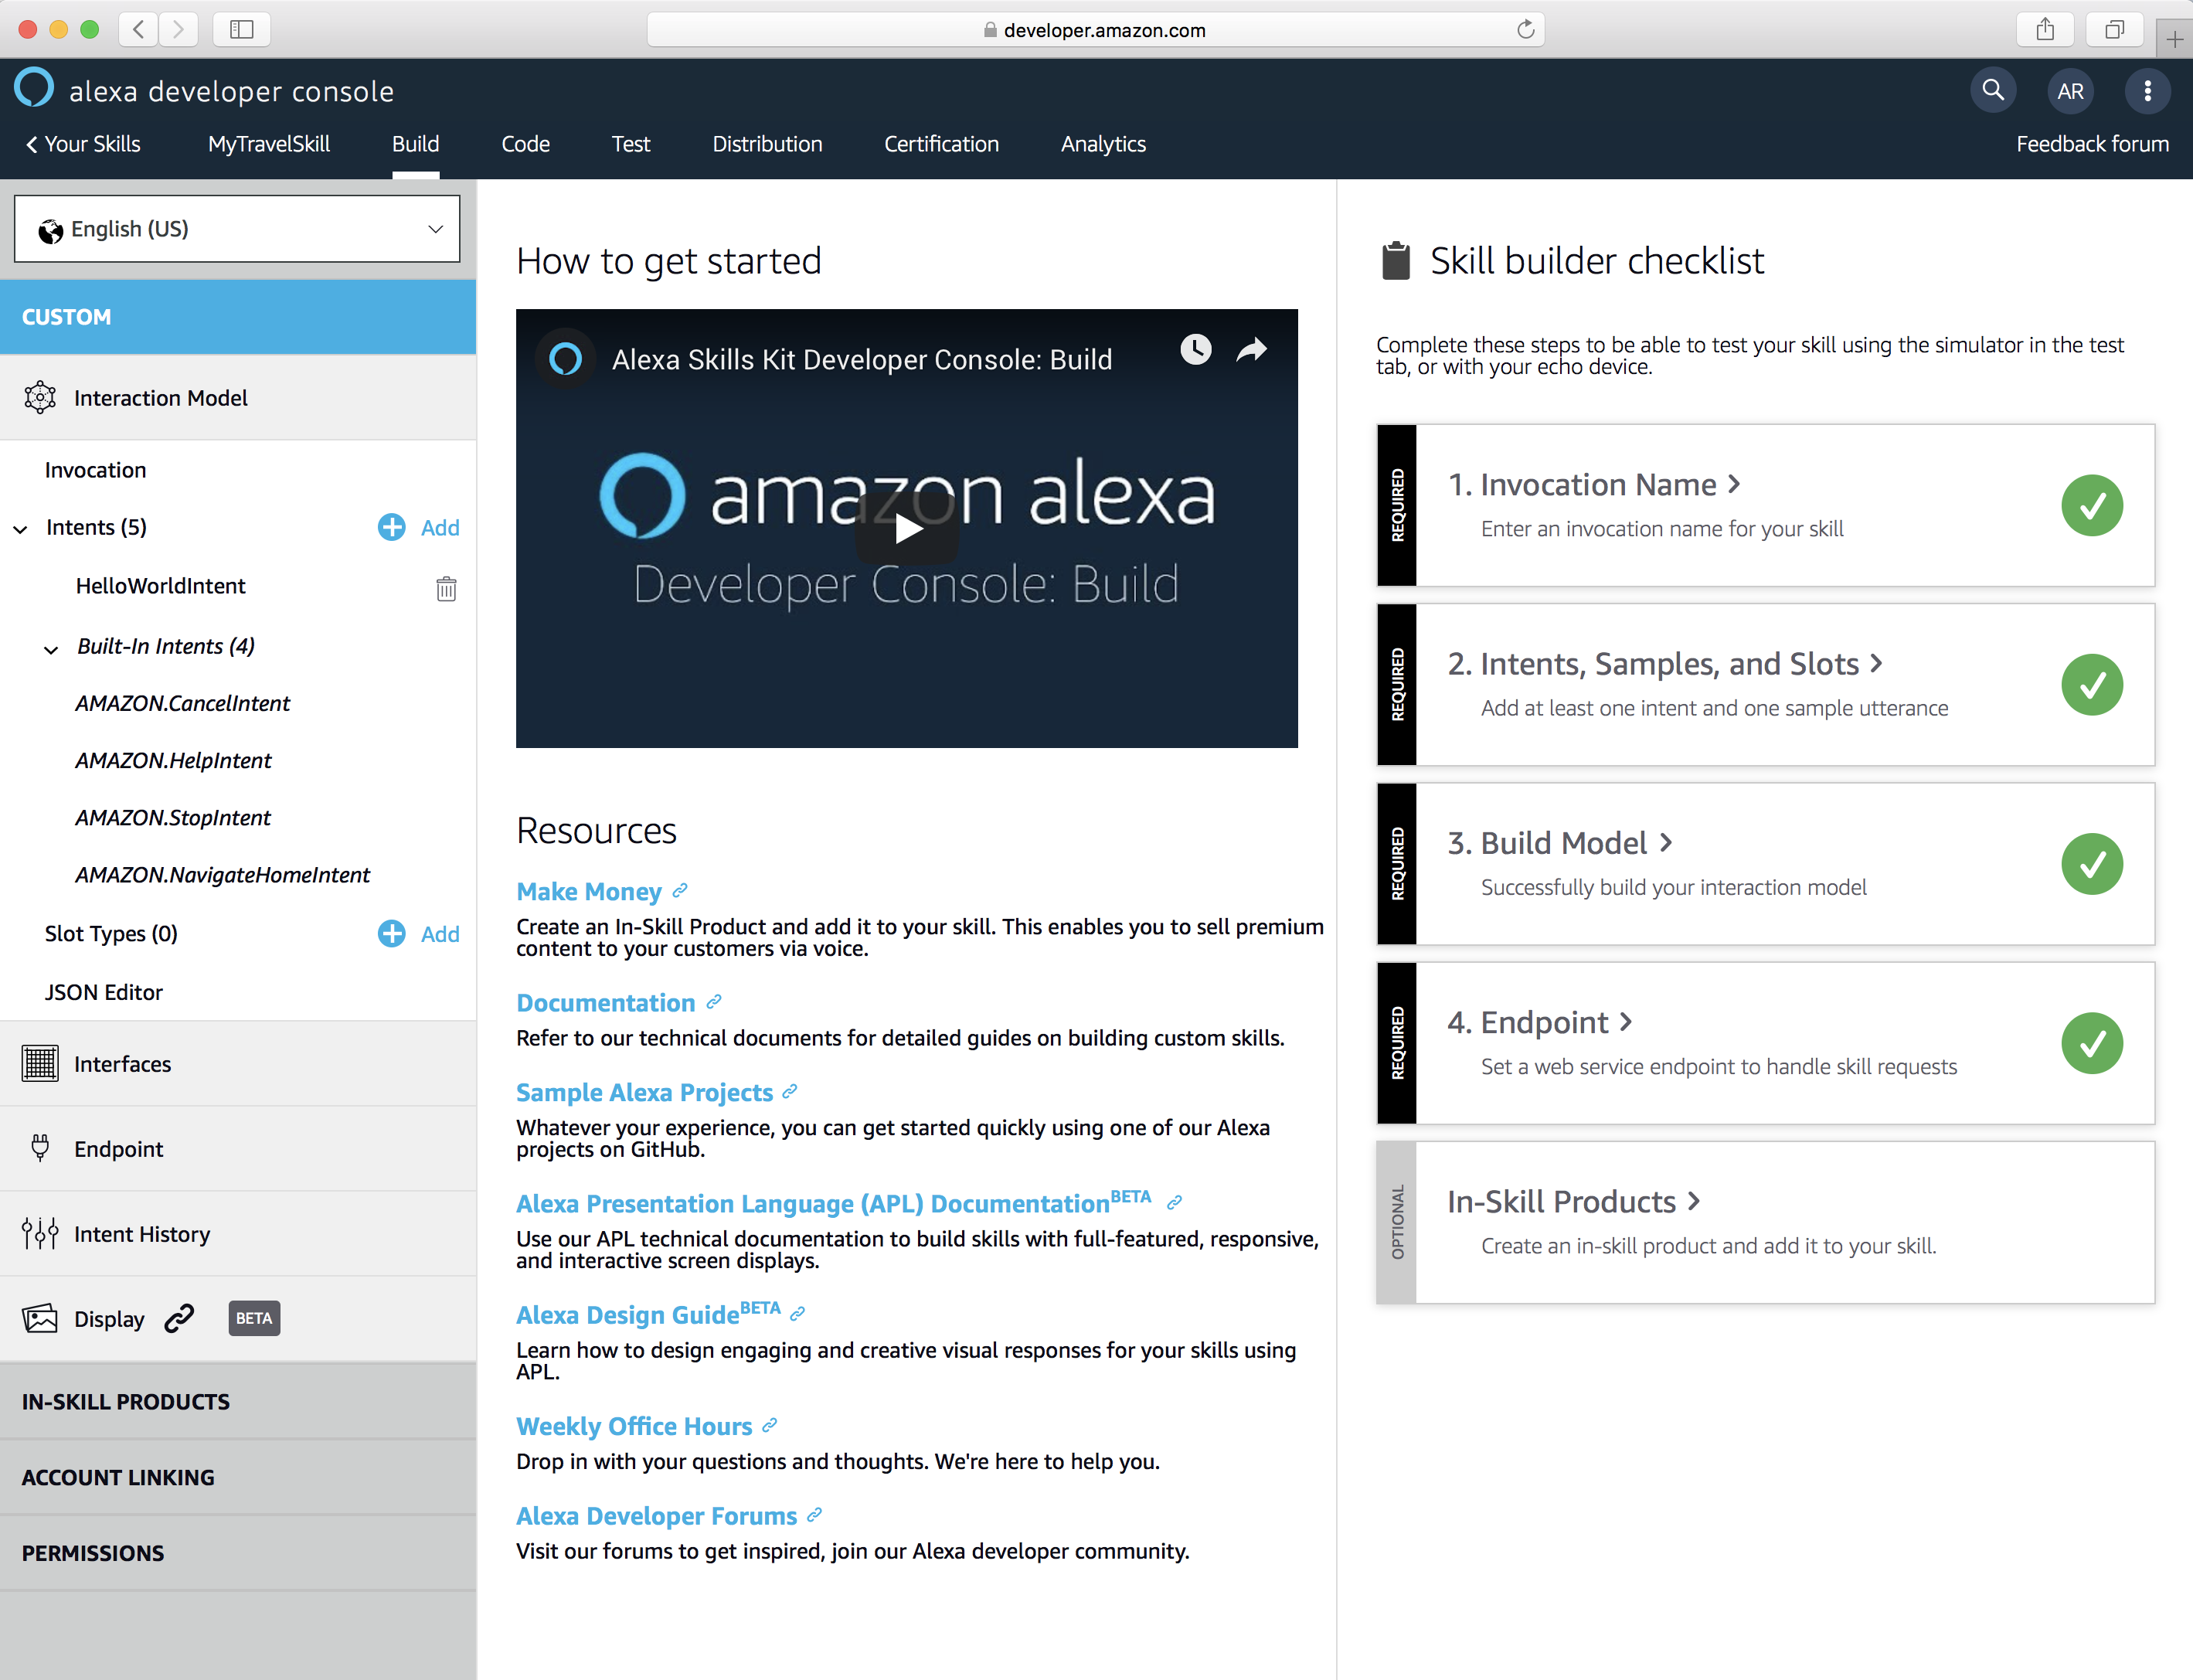 developer.amazon.com
alexa developer console
AR
Your Skills
MyTravelSkill
Build
Code
Test
Distribution
Certification
Analytics
Feedback forum
English (US)
CUSTOM
Interaction Model
Invocation
Intents (5)
Add
HelloWorldIntent
Built-In Intents (4)
AMAZON.CancelIntent
AMAZON.HelpIntent
AMAZON.StopIntent
AMAZON.NavigateHomeIntent
Slot Types (0)
Add
JSON Editor
Interfaces
Endpoint
Intent History
Display
BETA
IN-SKILL PRODUCTS
ACCOUNT LINKING
PERMISSIONS
How to get started
Alexa Skills Kit Developer Console: Build
amazon alexa
Developer Console: Build
Resources
Make Money
Create an In-Skill Product and add it to your skill. This enables you to sell premium
content to your customers via voice.
Documentation
Refer to our technical documents for detailed guides on building custom skills.
Sample Alexa Projects
Whatever your experience, you can get started quickly using one of our Alexa
projects on GitHub.
Alexa Presentation Language (APL) Documentation BETA
Use our APL technical documentation to build skills with full-featured, responsive,
and interactive screen displays.
Alexa Design Guide BETA
Learn how to design engaging and creative visual responses for your skills using
APL.
Weekly Office Hours
Drop in with your questions and thoughts. We're here to help you.
Alexa Developer Forums
Visit our forums to get inspired, join our Alexa developer community.
Skill builder checklist
Complete these steps to be able to test your skill using the simulator in the test
tab, or with your echo device.
REQUIRED
1. Invocation Name
Enter an invocation name for your skill
REQUIRED
2. Intents, Samples, and Slots
Add at least one intent and one sample utterance
REQUIRED
3. Build Model
Successfully build your interaction model
REQUIRED
4. Endpoint
Set a web service endpoint to handle skill requests
OPTIONAL
In-Skill Products
Create an in-skill product and add it to your skill.